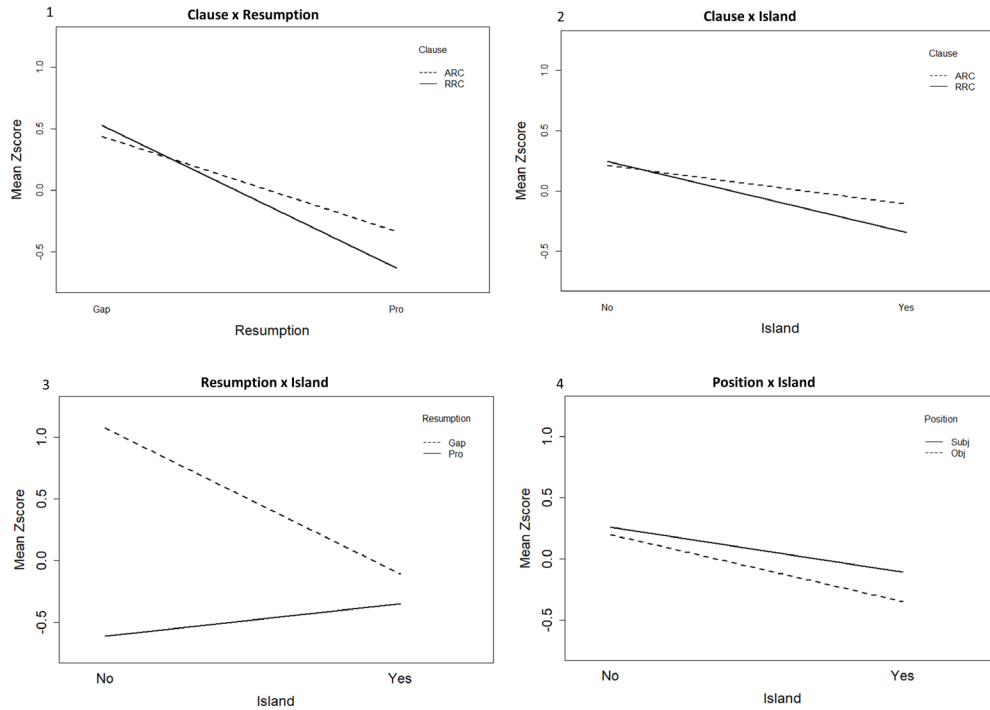 1
Clause x Resumption
Clause
ARC
RRC
Mean Zscore
1.0
0.5
0.0
-0.5
Gap
Pro
Resumption
2
Clause x Island
Clause
ARC
RRC
Mean Zscore
1.0
0.5
0.0
-0.5
No
Yes
Island
3
Resumption x Island
Resumption
Gap
Pro
Mean Zscore
1.0
0.5
0.0
-0.5
No
Yes
Island
4
Position x Island
Position
Subj
Obj
Mean Zscore
1.0
0.5
0.0
-0.5
No
Yes
Island